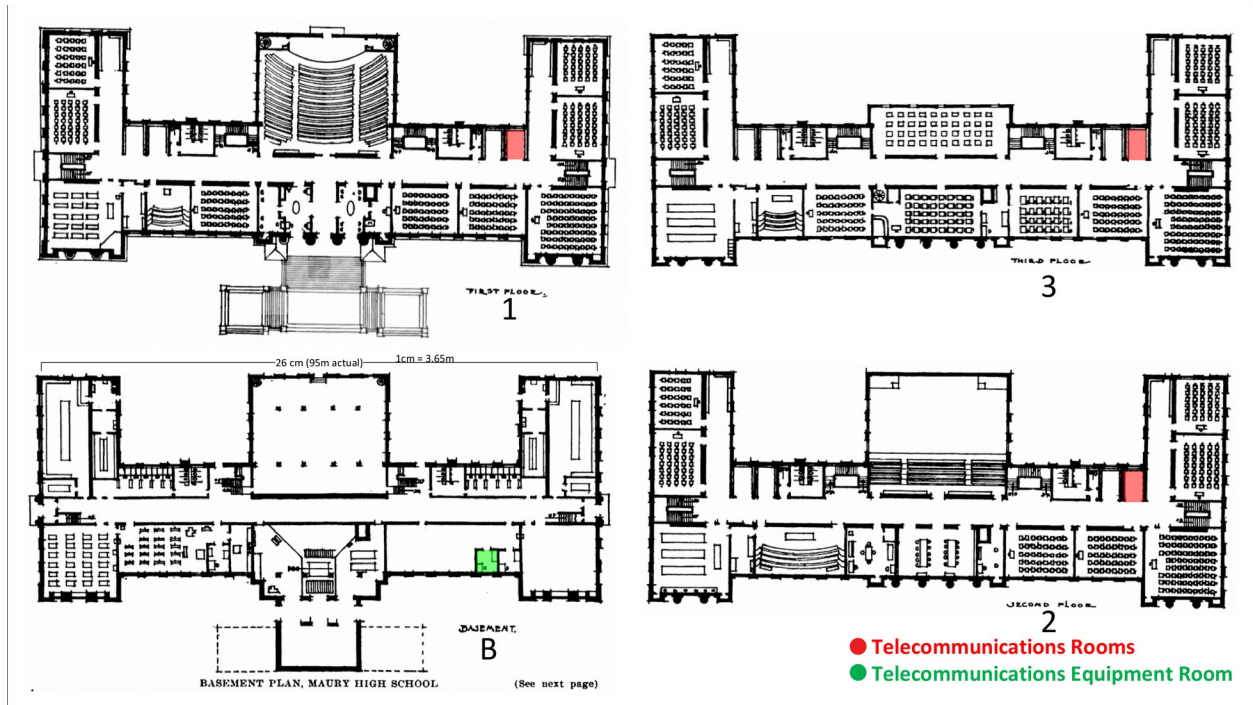 FIRST FLOOR.
1
THIRD FLOOR
3
26 cm (95m actual)
1cm = 3.65m
BASEMENT.
B
BASEMENT PLAN, MAURY HIGH SCHOOL
(See next page)
SECOND FLOOR
2
Telecommunications Rooms
Telecommunications Equipment Room